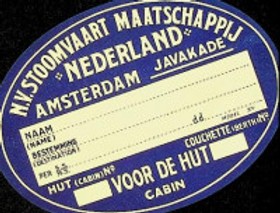 N.V. STOOMVAART MAATSCHAPPIJ
"NEDERLAND"
AMSTERDAM JAVAKADE
NAAM
(NAME)
BESTEMMING
(DESTINATION)
PER S.S. M.S. d.d.
HUT (CABIN) No COUCHETTE (BERTH) No
VOOR DE HUT
CABIN